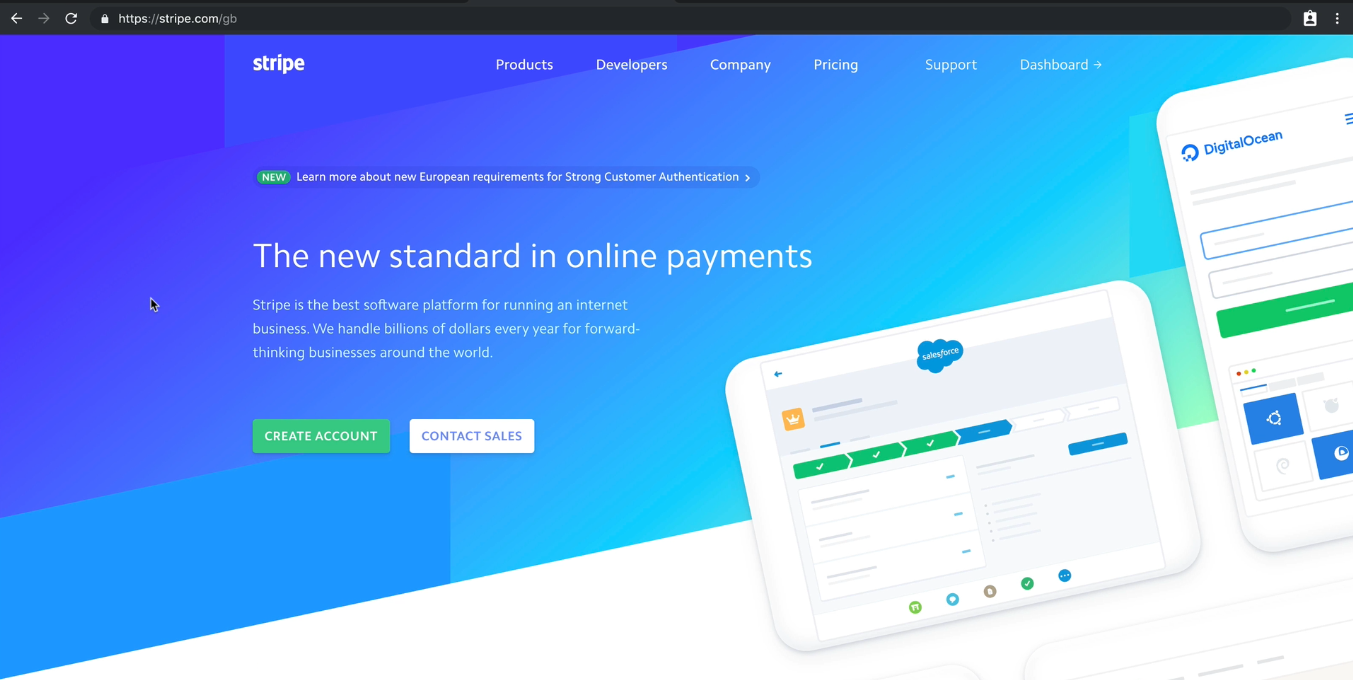 https://stripe.com/gb
stripe
Products Developers Company Pricing Support Dashboard →
NEW Learn more about new European requirements for Strong Customer Authentication >
The new standard in online payments
Stripe is the best software platform for running an internet
business. We handle billions of dollars every year for forward-
thinking businesses around the world.
CREATE ACCOUNT CONTACT SALES
DigitalOcean
salesforce